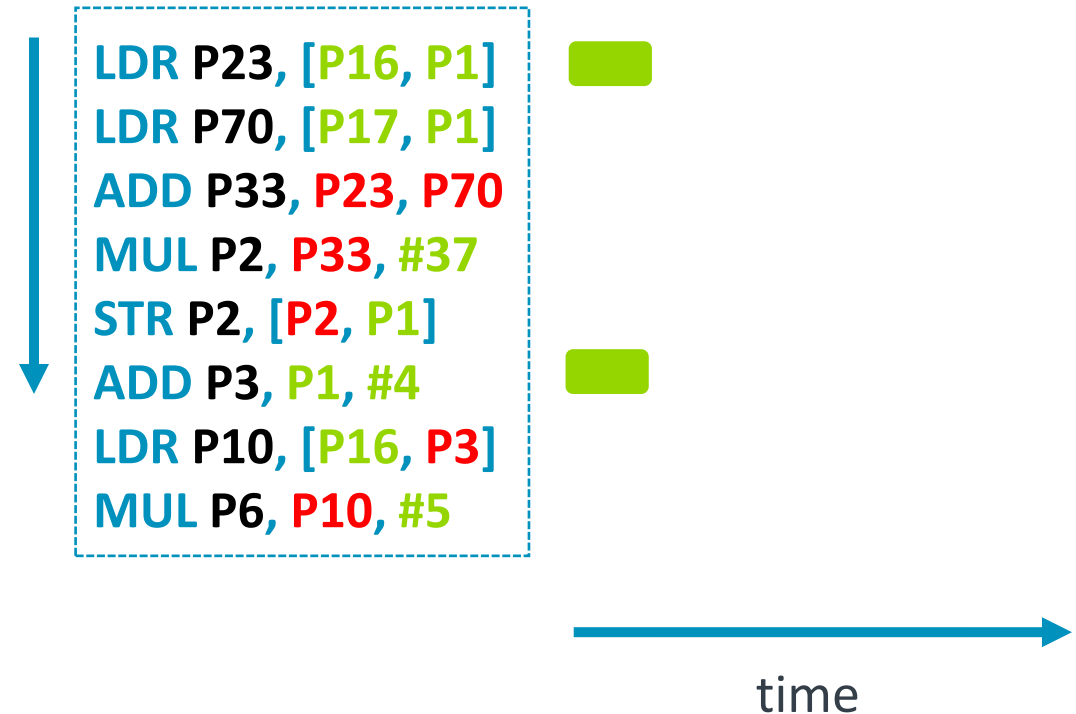 LDR P23, [P16, P1]
LDR P70, [P17, P1]
ADD P33, P23, P70
MUL P2, P33, #37
STR P2, [P2, P1]
ADD P3, P1, #4
LDR P10, [P16, P3]
MUL P6, P10, #5
time